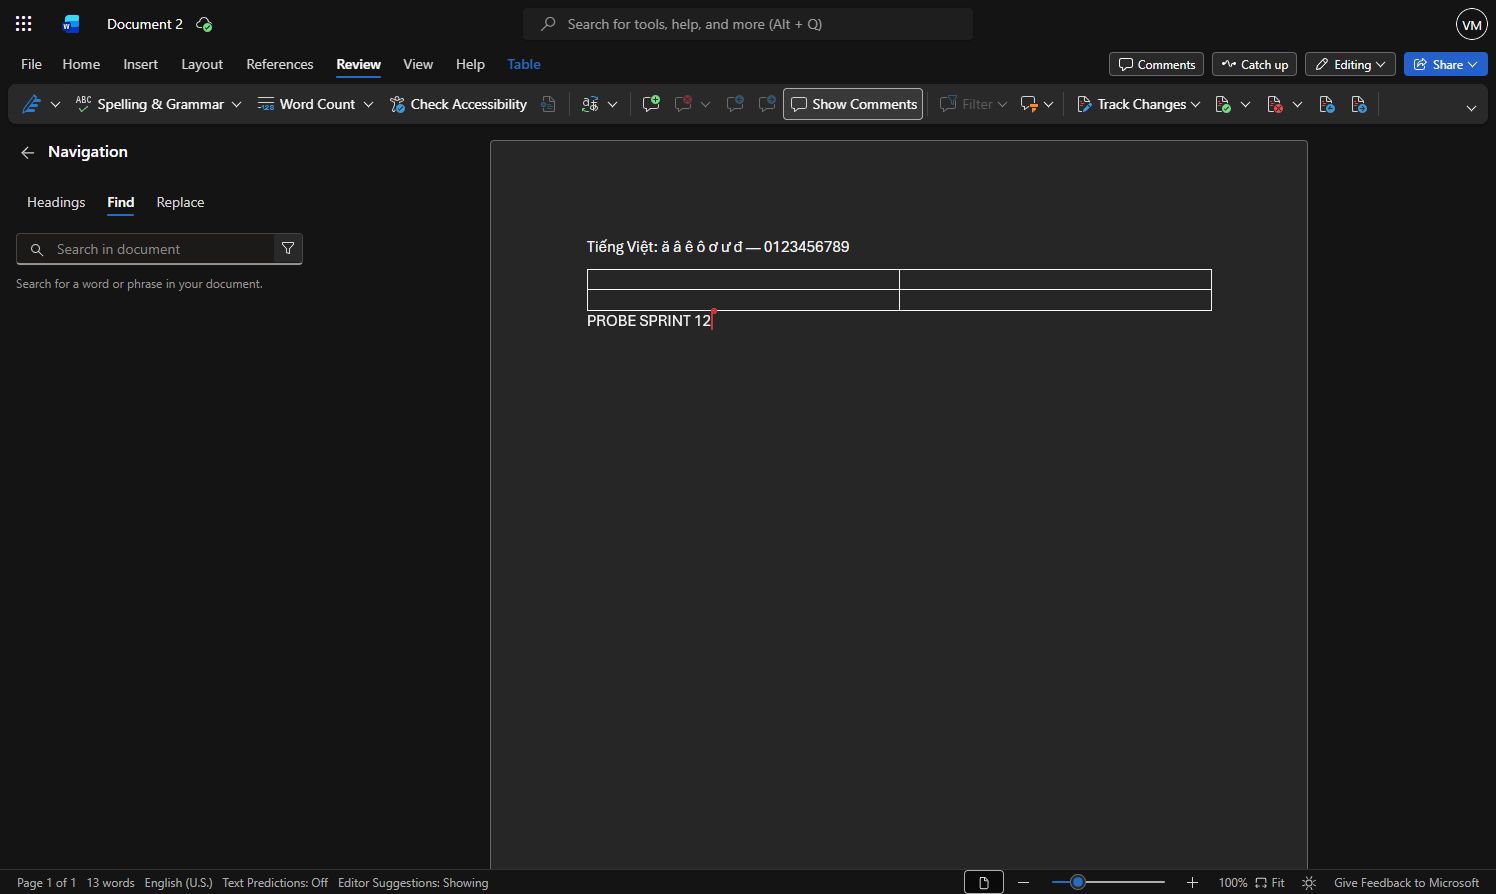 Document 2
Search for tools, help, and more (Alt + Q)
VM
File Home Insert Layout References Review View Help Table
Comments Catch up Editing Share
ABC Spelling & Grammar 123 Word Count Check Accessibility Show Comments Filter Track Changes
Navigation
Headings Find Replace
Search in document
Search for a word or phrase in your document.
Tiếng Việt: ă â ê ô ơ ư đ — 0123456789
PROBE SPRINT 12
Page 1 of 1 13 words English (U.S.) Text Predictions: Off Editor Suggestions: Showing
100% Fit Give Feedback to Microsoft